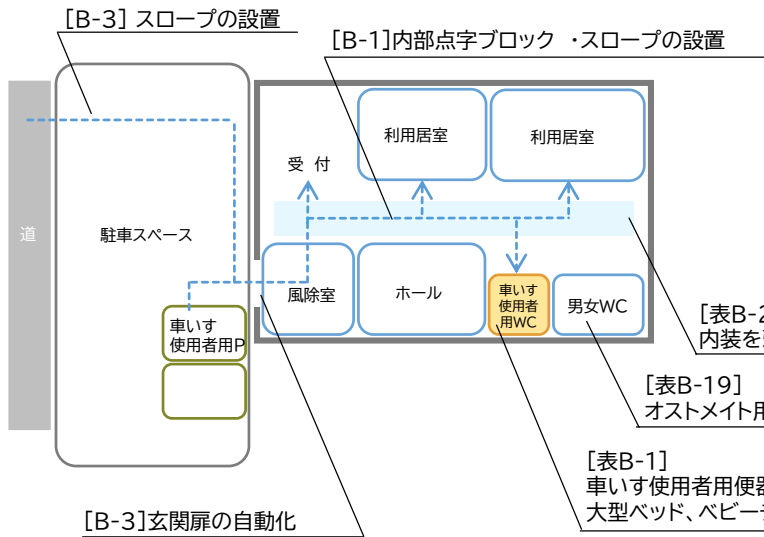 [B-3] スロープの設置
[B-1]内部点字ブロック ・スロープの設置
利用居室
利用居室
受 付
道
駐車スペース
風除室
ホール
車いす
使用者
用WC
男女WC
車いす
使用者用P
[表B-2
内装を
[表B-19]
オストメイト用
[表B-1]
車いす使用者用便器
大型ベッド、ベビー
[B-3]玄関扉の自動化